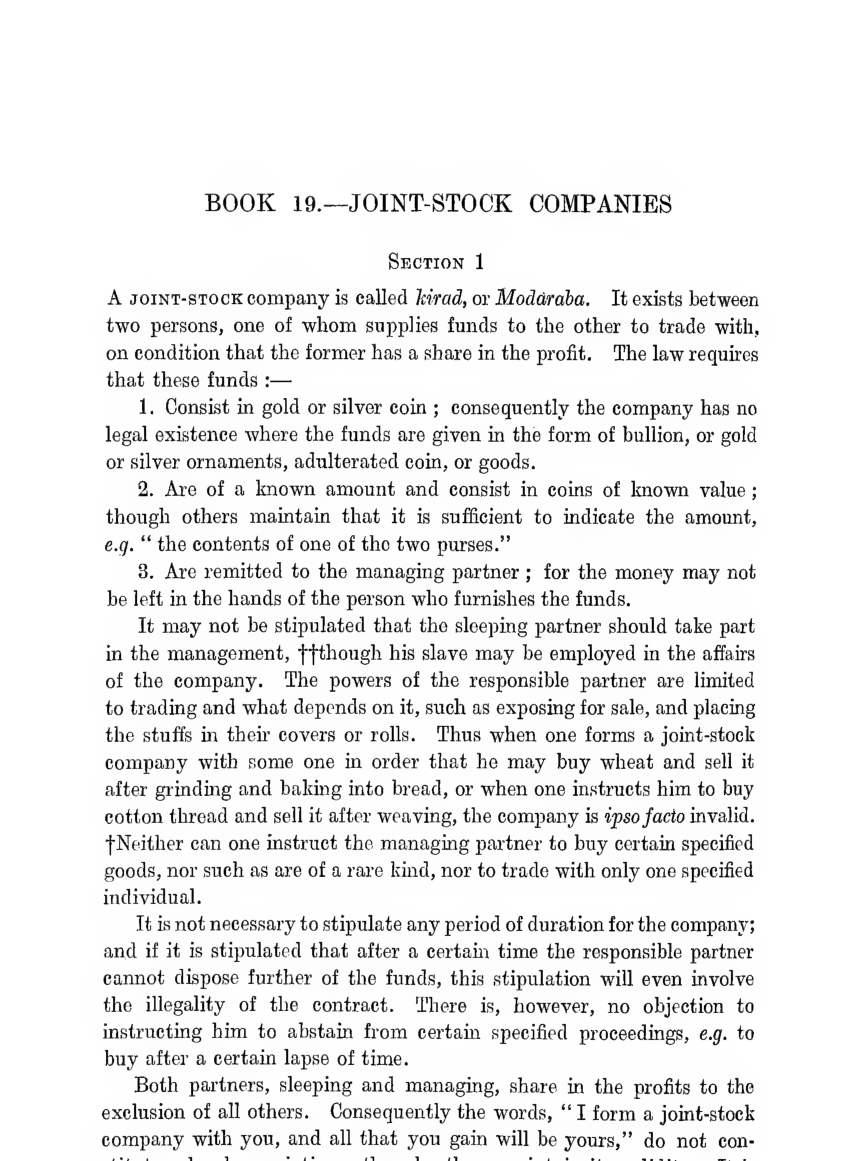 BOOK 19.—JOINT-STOCK COMPANIES
SECTION 1
A JOINT-STOCK company is called kirad, or Modáraba. It exists between
two persons, one of whom supplies funds to the other to trade with,
on condition that the former has a share in the profit. The law requires
that these funds :—
1. Consist in gold or silver coin ; consequently the company has no
legal existence where the funds are given in the form of bullion, or gold
or silver ornaments, adulterated coin, or goods.
2. Are of a known amount and consist in coins of known value ;
though others maintain that it is sufficient to indicate the amount,
e.g. “ the contents of one of the two purses.”
3. Are remitted to the managing partner ; for the money may not
be left in the hands of the person who furnishes the funds.
It may not be stipulated that the sleeping partner should take part
in the management, ††though his slave may be employed in the affairs
of the company. The powers of the responsible partner are limited
to trading and what depends on it, such as exposing for sale, and placing
the stuffs in their covers or rolls. Thus when one forms a joint-stock
company with some one in order that he may buy wheat and sell it
after grinding and baking into bread, or when one instructs him to buy
cotton thread and sell it after weaving, the company is ipso facto invalid.
†Neither can one instruct the managing partner to buy certain specified
goods, nor such as are of a rare kind, nor to trade with only one specified
individual.
It is not necessary to stipulate any period of duration for the company;
and if it is stipulated that after a certain time the responsible partner
cannot dispose further of the funds, this stipulation will even involve
the illegality of the contract. There is, however, no objection to
instructing him to abstain from certain specified proceedings, e.g. to
buy after a certain lapse of time.
Both partners, sleeping and managing, share in the profits to the
exclusion of all others. Consequently the words, “ I form a joint-stock
company with you, and all that you gain will be yours,” do not con-